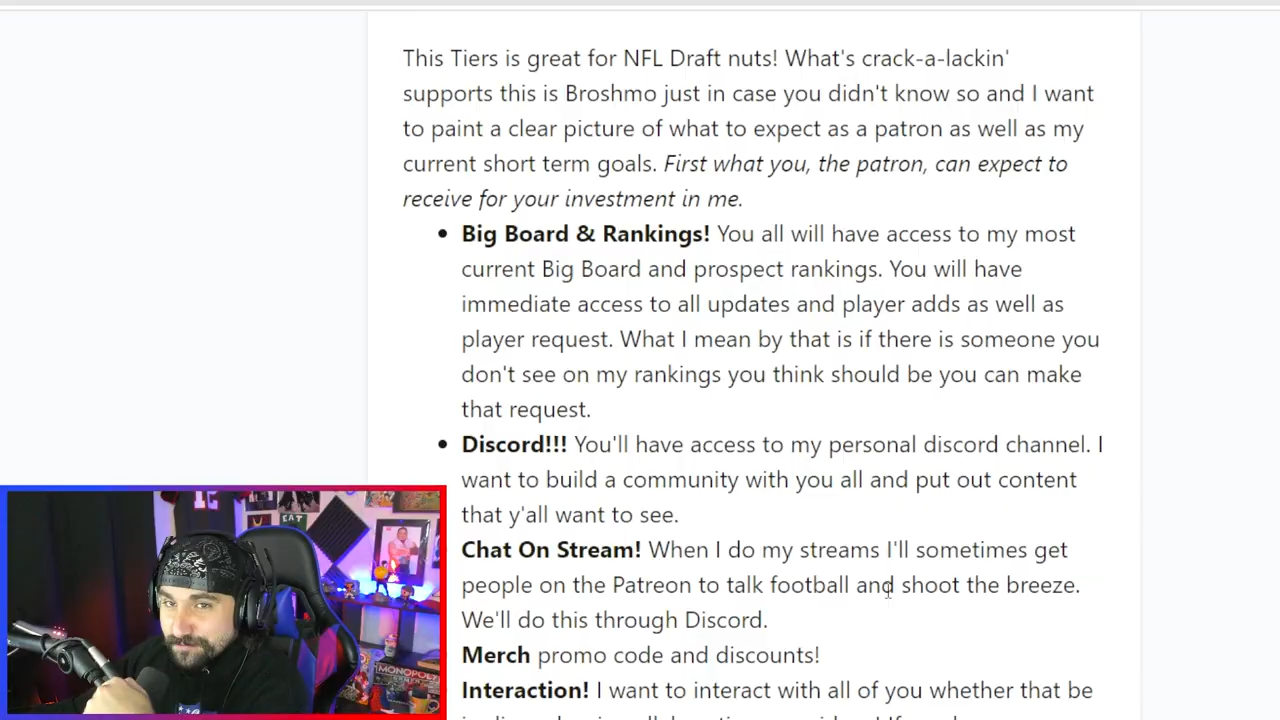 This Tiers is great for NFL Draft nuts! What's crack-a-lackin'
supports this is Broshmo just in case you didn't know so and I want
to paint a clear picture of what to expect as a patron as well as my
current short term goals. First what you, the patron, can expect to
receive for your investment in me.
Big Board & Rankings! You all will have access to my most
current Big Board and prospect rankings. You will have
immediate access to all updates and player adds as well as
player request. What I mean by that is if there is someone you
don't see on my rankings you think should be you can make
that request.
Discord!!! You'll have access to my personal discord channel. I
want to build a community with you all and put out content
that y'all want to see.
Chat On Stream! When I do my streams I'll sometimes get
people on the Patreon to talk football and shoot the breeze.
We'll do this through Discord.
Merch promo code and discounts!
Interaction! I want to interact with all of you whether that be
12
EAT
MONOPOLY
GAMER